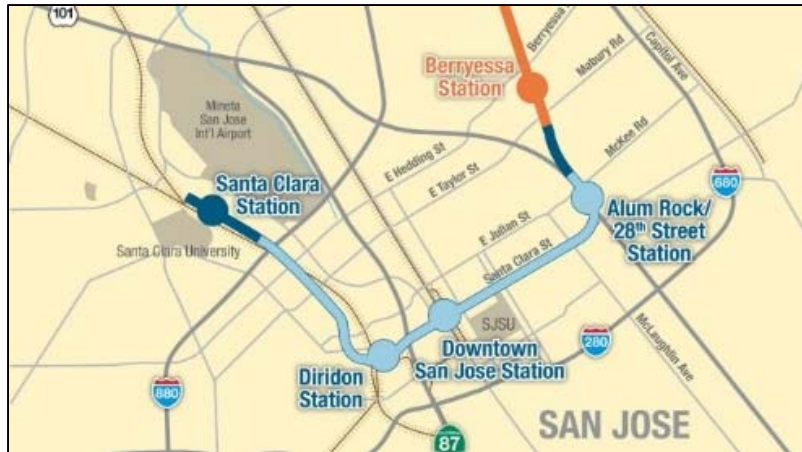 101
Berryessa
Mabury Rd
Capitol Ave
Berryessa
Station
Mineta
San Jose
Int'l Airport
McKee Rd
E Hedding St
E Taylor St
680
Santa Clara
Station
Alum Rock/
28th Street
Station
E Julian St
Santa Clara St
Santa Clara University
SJSU
Downtown
San Jose Station
280
McLaughlin Ave
Diridon
Station
880
87
SAN JOSE